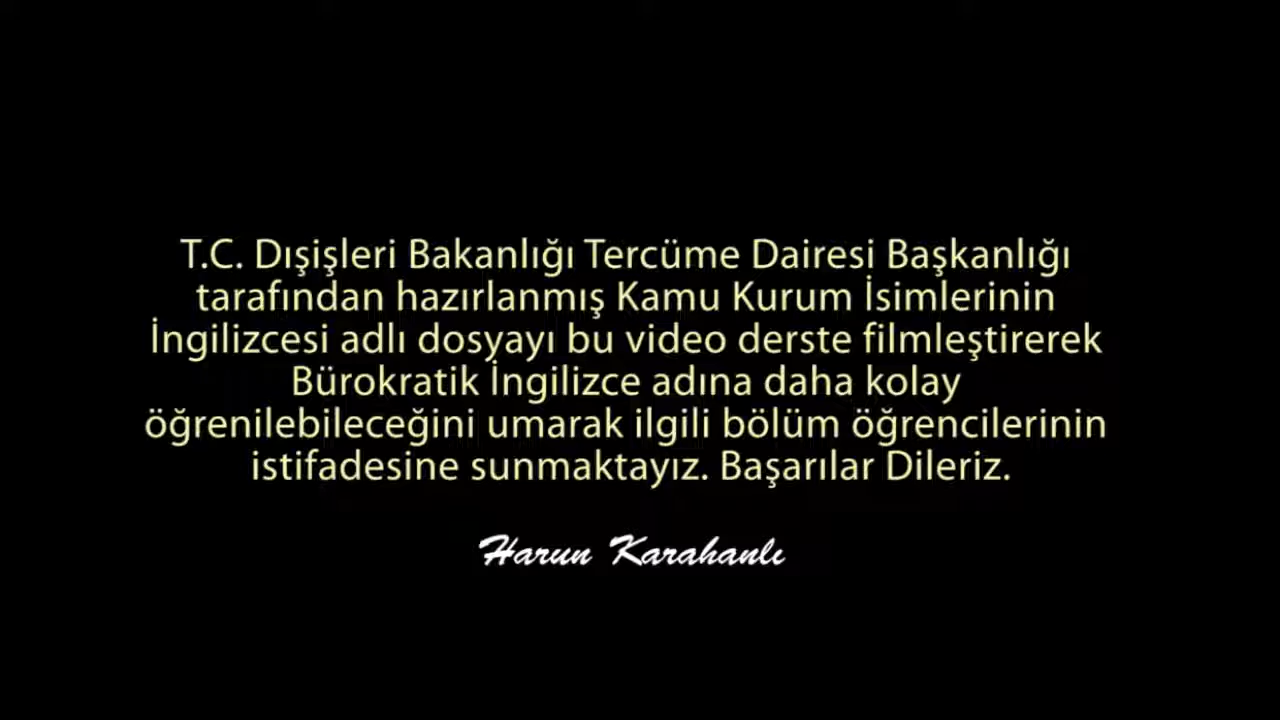 T.C. Dışişleri Bakanlığı Tercüme Dairesi Başkanlığı
tarafından hazırlanmış Kamu Kurum İsimlerinin
İngilizcesi adlı dosyayı bu video derste filmleştirerek
Bürokratik İngilizce adına daha kolay
öğrenilebileceğini umarak ilgili bölüm öğrencilerinin
istifadesine sunmaktayız. Başarılar Dileriz.
Harun Karahanlı